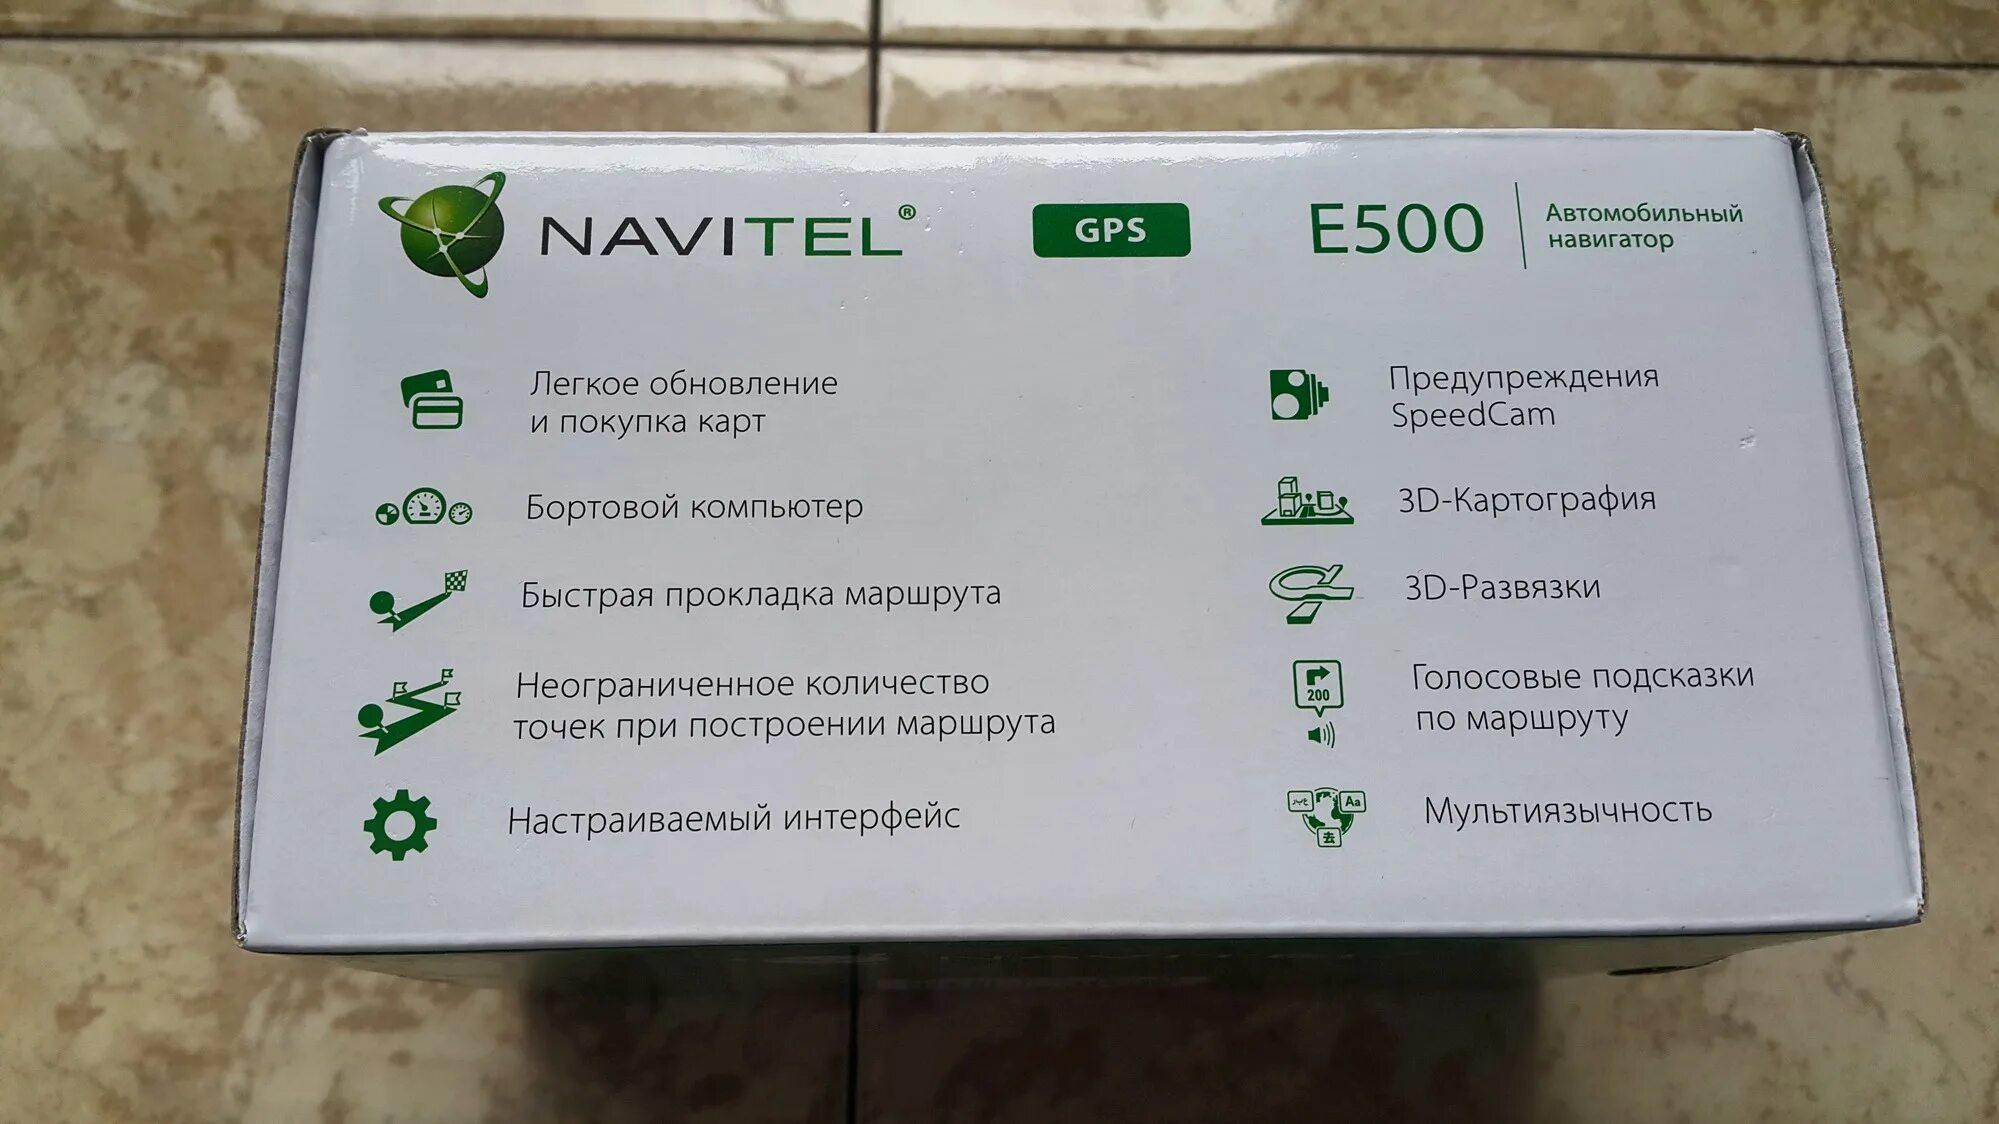 NAVITEL®
GPS
E500
Автомобильный
навигатор
Легкое обновление
и покупка карт
Бортовой компьютер
Быстрая прокладка маршрута
Неограниченное количество
точек при построении маршрута
Настраиваемый интерфейс
Предупреждения
SpeedCam
3D-Картография
3D-Развязки
200
Голосовые подсказки
по маршруту
Aa
Мультиязычность